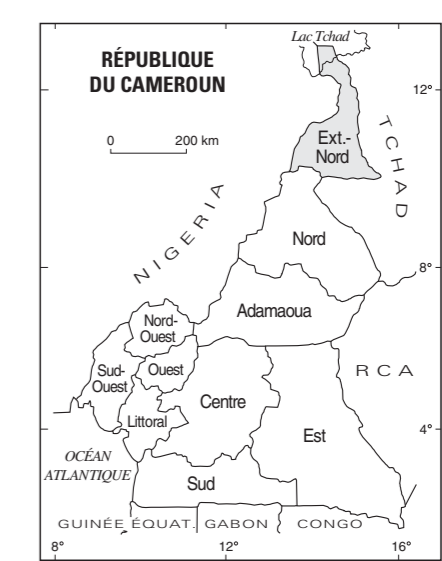 Lac Tchad
RÉPUBLIQUE
DU CAMEROUN
12°
0 200 km
TCHAD
Ext.-
Nord
NIGERIA
Nord
8°
Adamaoua
Nord-
Ouest
RCA
Sud-
Ouest
Ouest
Centre
Littoral
4°
Est
OCÉAN
ATLANTIQUE
Sud
GUINÉE ÉQUAT. GABON CONGO
8° 12° 16°